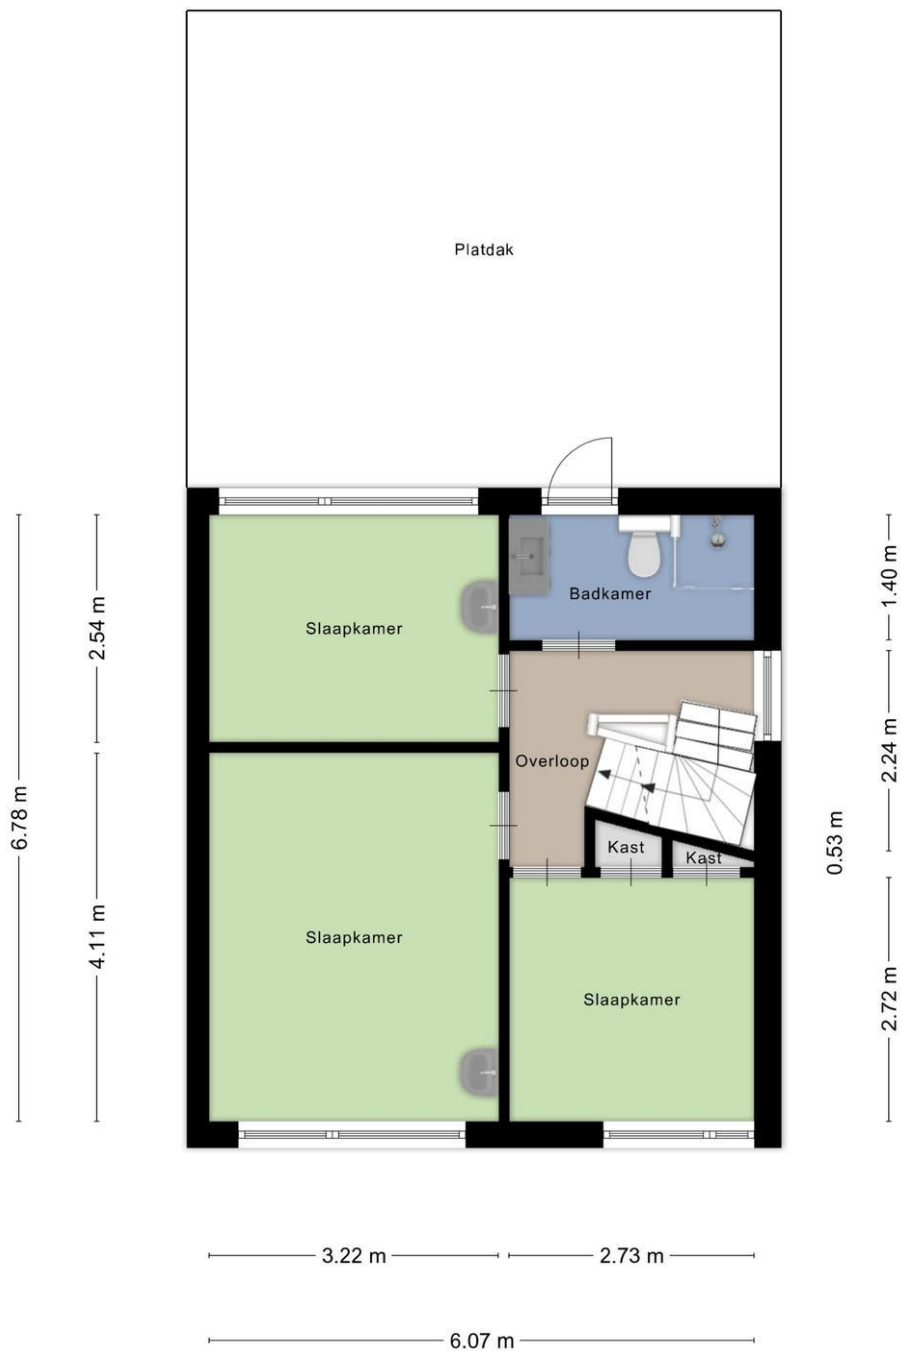 Platdak
Badkamer
Slaapkamer
Overloop
Kast
Kast
Slaapkamer
Slaapkamer
6.78 m
2.54 m
4.11 m
1.40 m
2.24 m
0.53 m
2.72 m
3.22 m
2.73 m
6.07 m